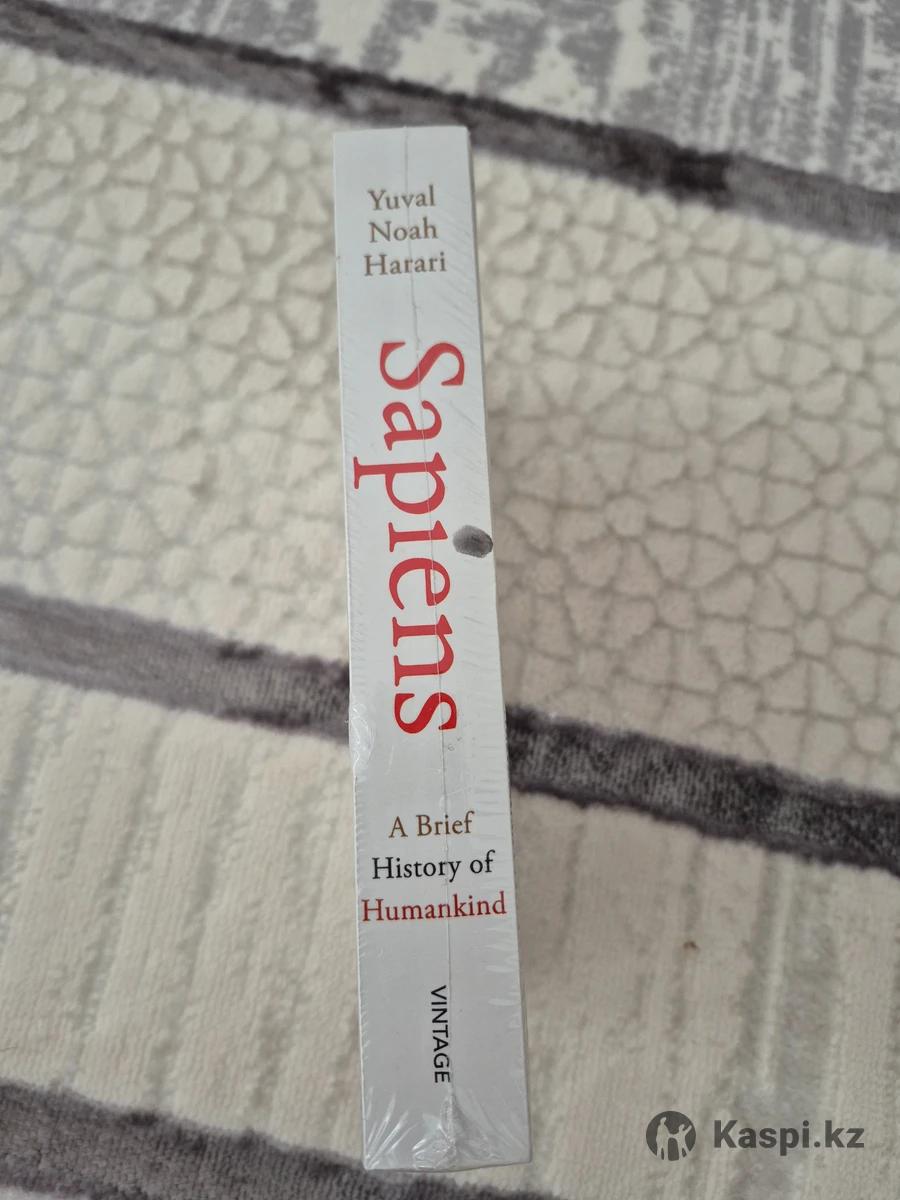 Yuval
Noah
Harari
Sapiens
A Brief
History of
Humankind
VINTAGE
Kaspi.kz